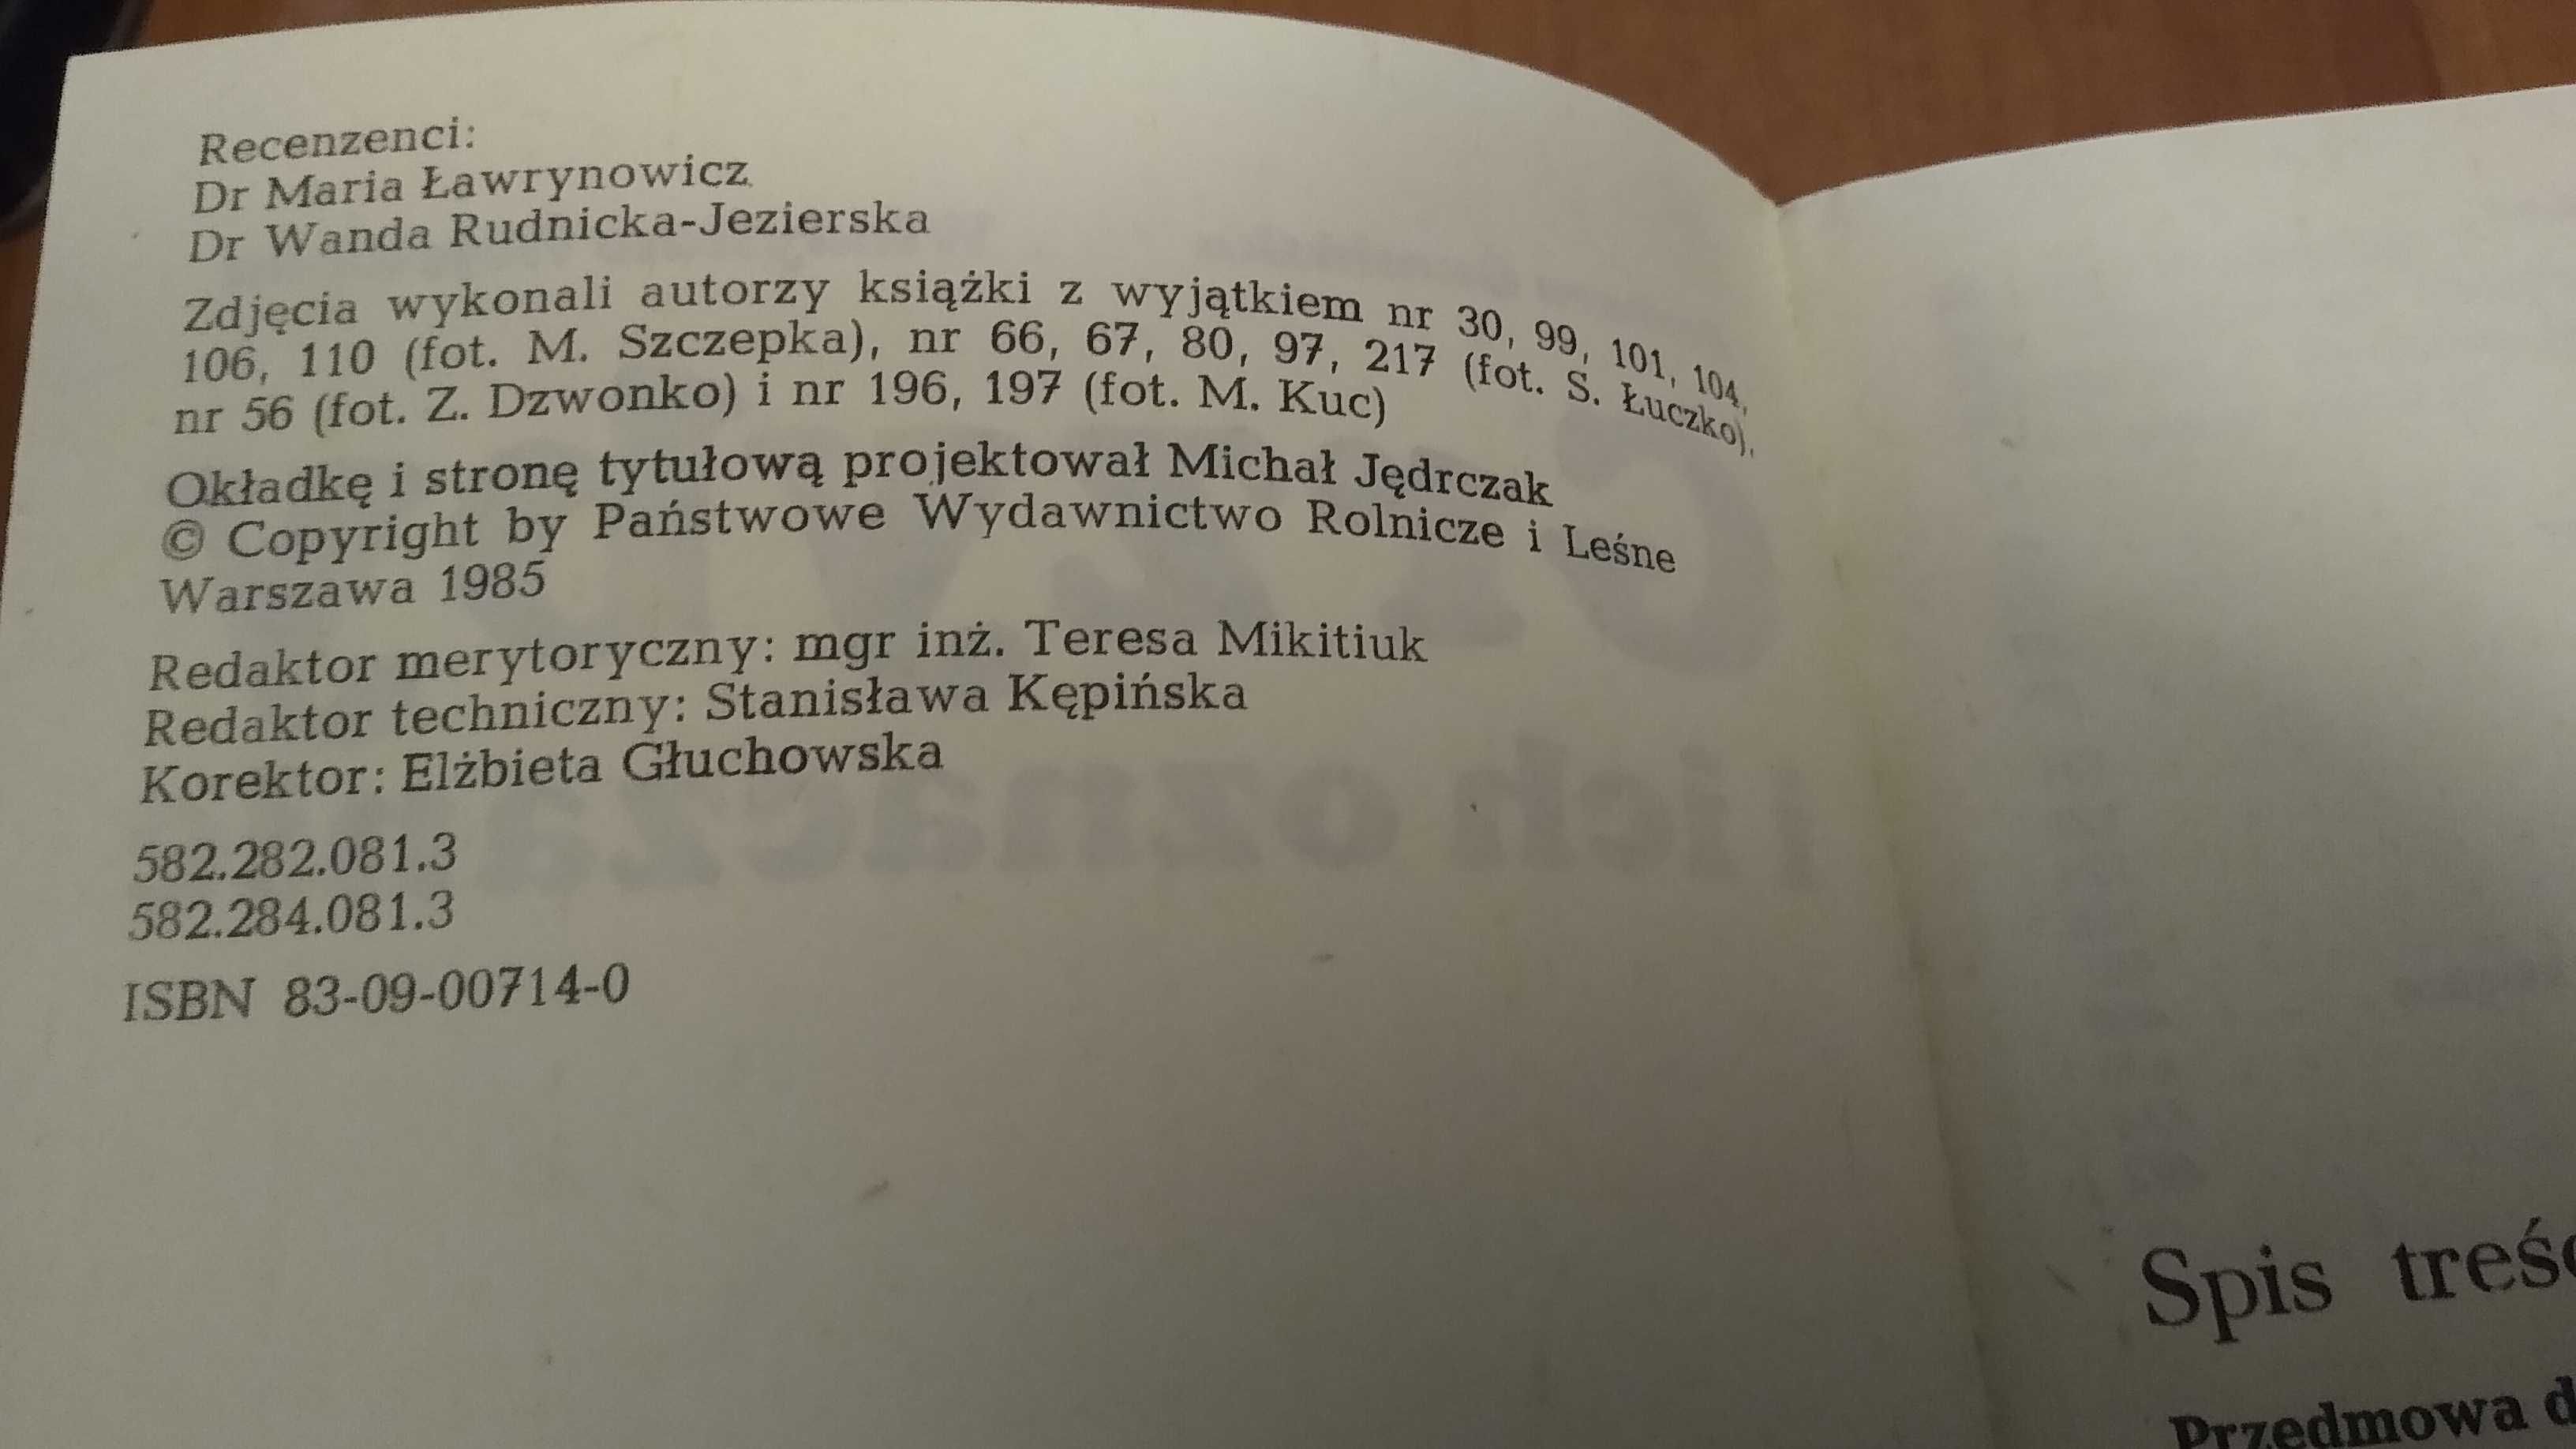 Recenzenci:
Dr Maria Ławrynowicz
Dr Wanda Rudnicka-Jezierska
Zdjęcia wykonali autorzy książki z wyjątkiem nr 30, 99, 101, 104,
106, 110 (fot. M. Szczepka), nr 66, 67, 80, 97, 217 (fot. S. Łuczko),
nr 56 (fot. Z. Dzwonko) i nr 196, 197 (fot. M. Kuc)
Okładkę i stronę tytułową projektował Michał Jędrczak
© Copyright by Państwowe Wydawnictwo Rolnicze i Leśne
Warszawa 1985
Redaktor merytoryczny: mgr inż. Teresa Mikitiuk
Redaktor techniczny: Stanisława Kępińska
Korektor: Elżbieta Głuchowska
582.282.081.3
582.284.081.3
ISBN 83-09-00714-0
Spis treś
Przedmowa d